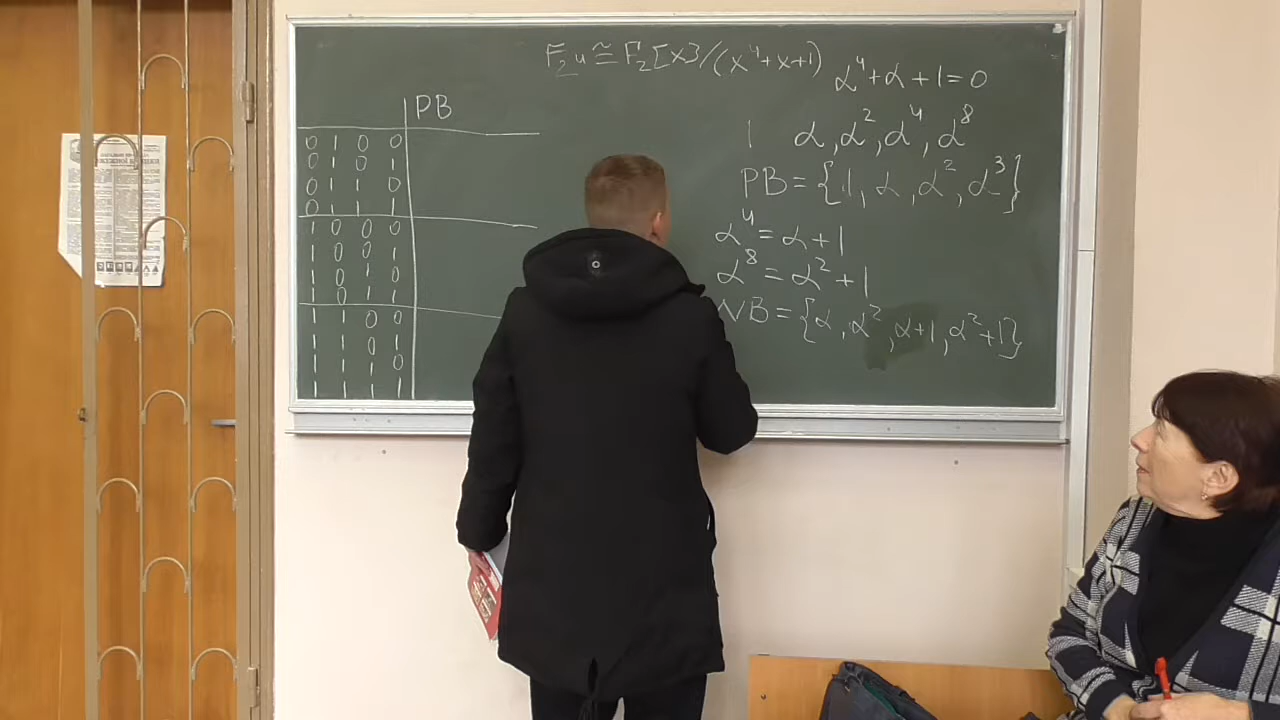 F₂4 ≅ F₂[x]/(x⁴+x+1)
α⁴+α+1=0
1 α, α², α⁴, α⁸
PB={1, α, α², α³}
α⁴=α+1
α⁸=α²+1
NB={α, α², α+1, α²+1}
PB
0 1 0 0
0 1 0 1
0 1 1 0
0 1 1 1
1 0 0 0
1 0 0 1
1 0 1 0
1 0 1 1
1 1 0 0
1 1 0 1
1 1 1 0
1 1 1 1